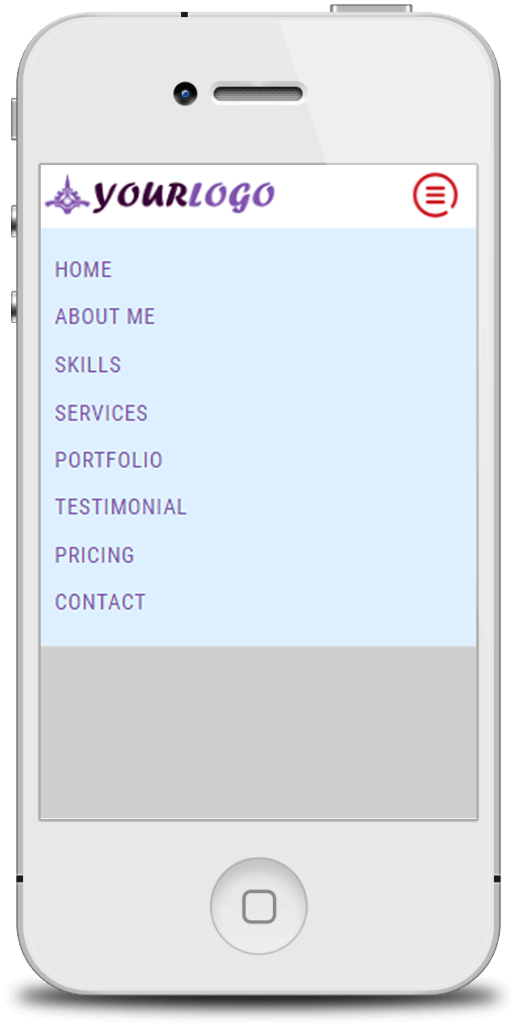 YOURLOGO
HOME
ABOUT ME
SKILLS
SERVICES
PORTFOLIO
TESTIMONIAL
PRICING
CONTACT